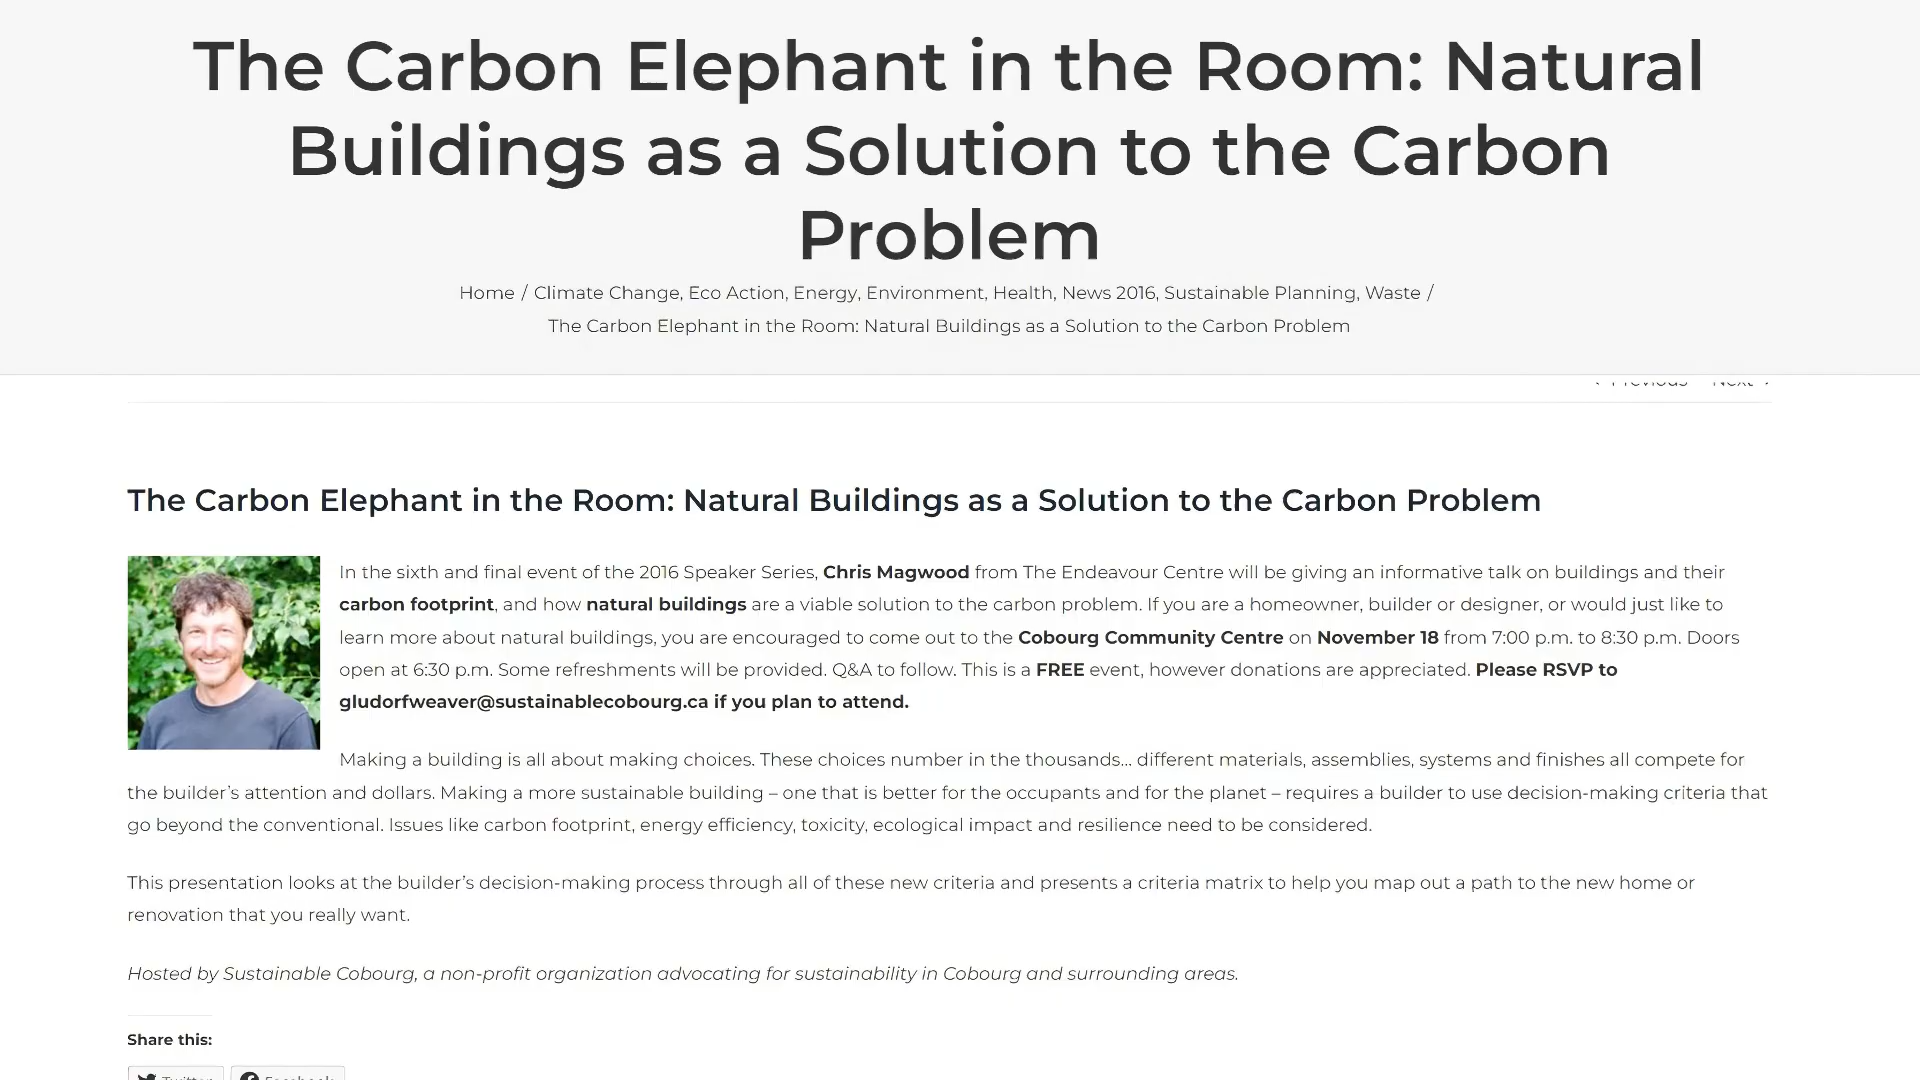 The Carbon Elephant in the Room: Natural
Buildings as a Solution to the Carbon
Problem
Home / Climate Change, Eco Action, Energy, Environment, Health, News 2016, Sustainable Planning, Waste /
The Carbon Elephant in the Room: Natural Buildings as a Solution to the Carbon Problem
Previous Next
The Carbon Elephant in the Room: Natural Buildings as a Solution to the Carbon Problem
In the sixth and final event of the 2016 Speaker Series, Chris Magwood from The Endeavour Centre will be giving an informative talk on buildings and their
carbon footprint, and how natural buildings are a viable solution to the carbon problem. If you are a homeowner, builder or designer, or would just like to
learn more about natural buildings, you are encouraged to come out to the Cobourg Community Centre on November 18 from 7:00 p.m. to 8:30 p.m. Doors
open at 6:30 p.m. Some refreshments will be provided. Q&A to follow. This is a FREE event, however donations are appreciated. Please RSVP to
gludorfweaver@sustainablecobourg.ca if you plan to attend.
Making a building is all about making choices. These choices number in the thousands… different materials, assemblies, systems and finishes all compete for
the builder’s attention and dollars. Making a more sustainable building – one that is better for the occupants and for the planet – requires a builder to use decision-making criteria that
go beyond the conventional. Issues like carbon footprint, energy efficiency, toxicity, ecological impact and resilience need to be considered.
This presentation looks at the builder’s decision-making process through all of these new criteria and presents a criteria matrix to help you map out a path to the new home or
renovation that you really want.
Hosted by Sustainable Cobourg, a non-profit organization advocating for sustainability in Cobourg and surrounding areas.
Share this:
Twitter Facebook